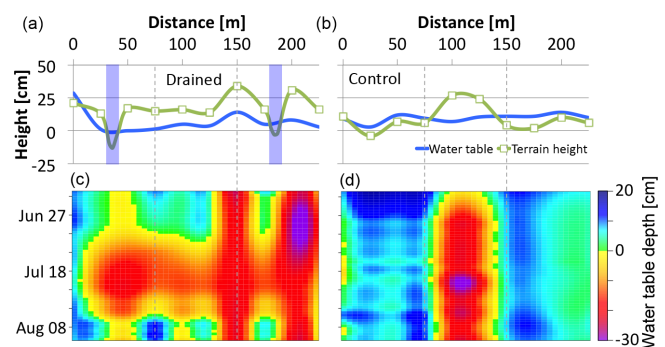 (a) Distance [m] (b) Distance [m]
0 50 100 150 200 0 50 100 150 200
50
25
0
-25
Height [cm]
Drained
Control
Water table Terrain height
(c) (d)
Jun 27
Jul 18
Aug 08
20
0
-30
Water table depth [cm]